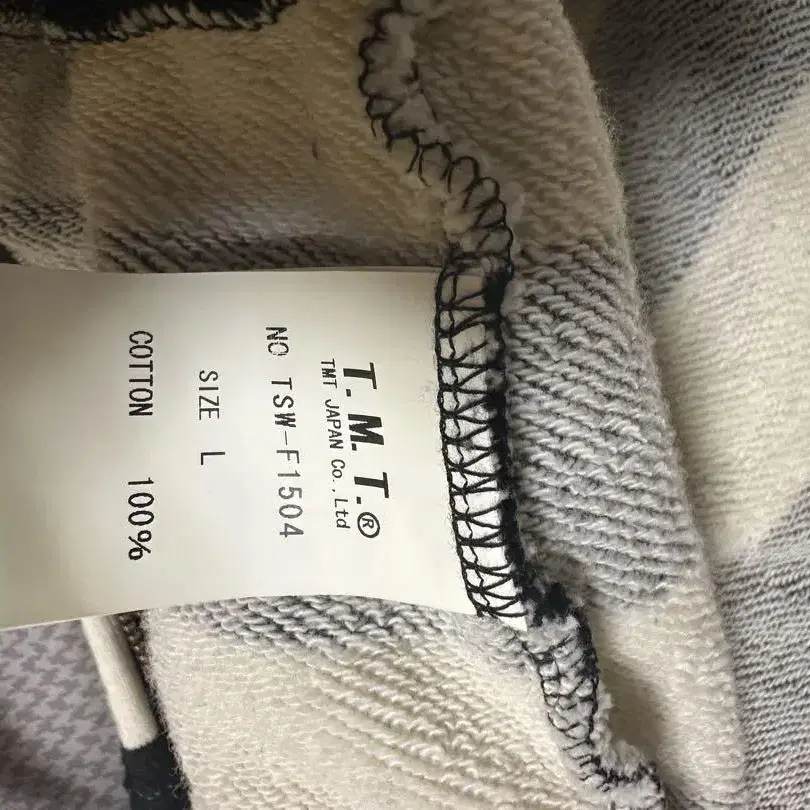 T.M.T.®
TMT JAPAN Co.,Ltd
NO TSW-F1504
SIZE L
COTTON 100%